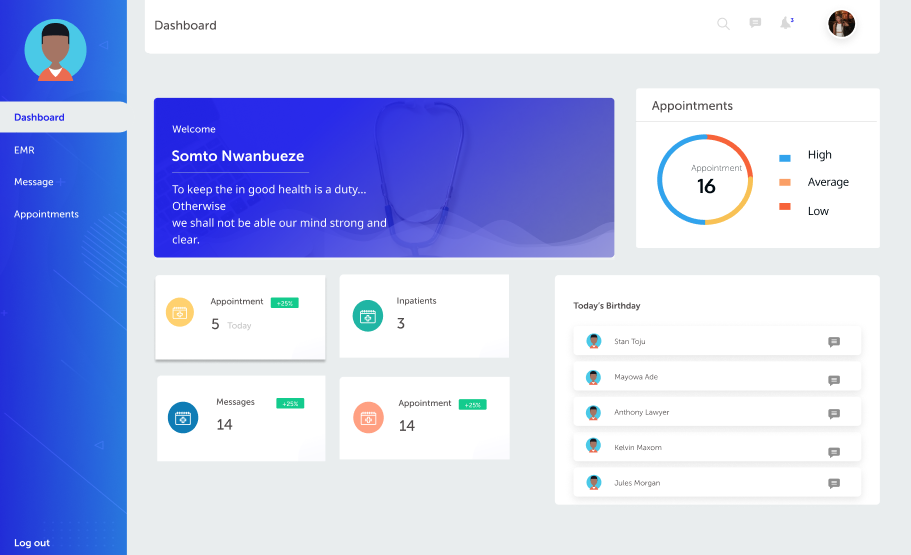 Dashboard
EMR
Message
Appointments
Log out
Dashboard
3
Welcome
Somto Nwanbueze
To keep the in good health is a duty...
Otherwise
we shall not be able our mind strong and
clear.
Appointments
Appointment
16
High
Average
Low
Appointment +25%
5 Today
Inpatients
3
Messages +25%
14
Appointment +25%
14
Today's Birthday
Stan Toju
Mayowa Ade
Anthony Lawyer
Kelvin Maxom
Jules Morgan